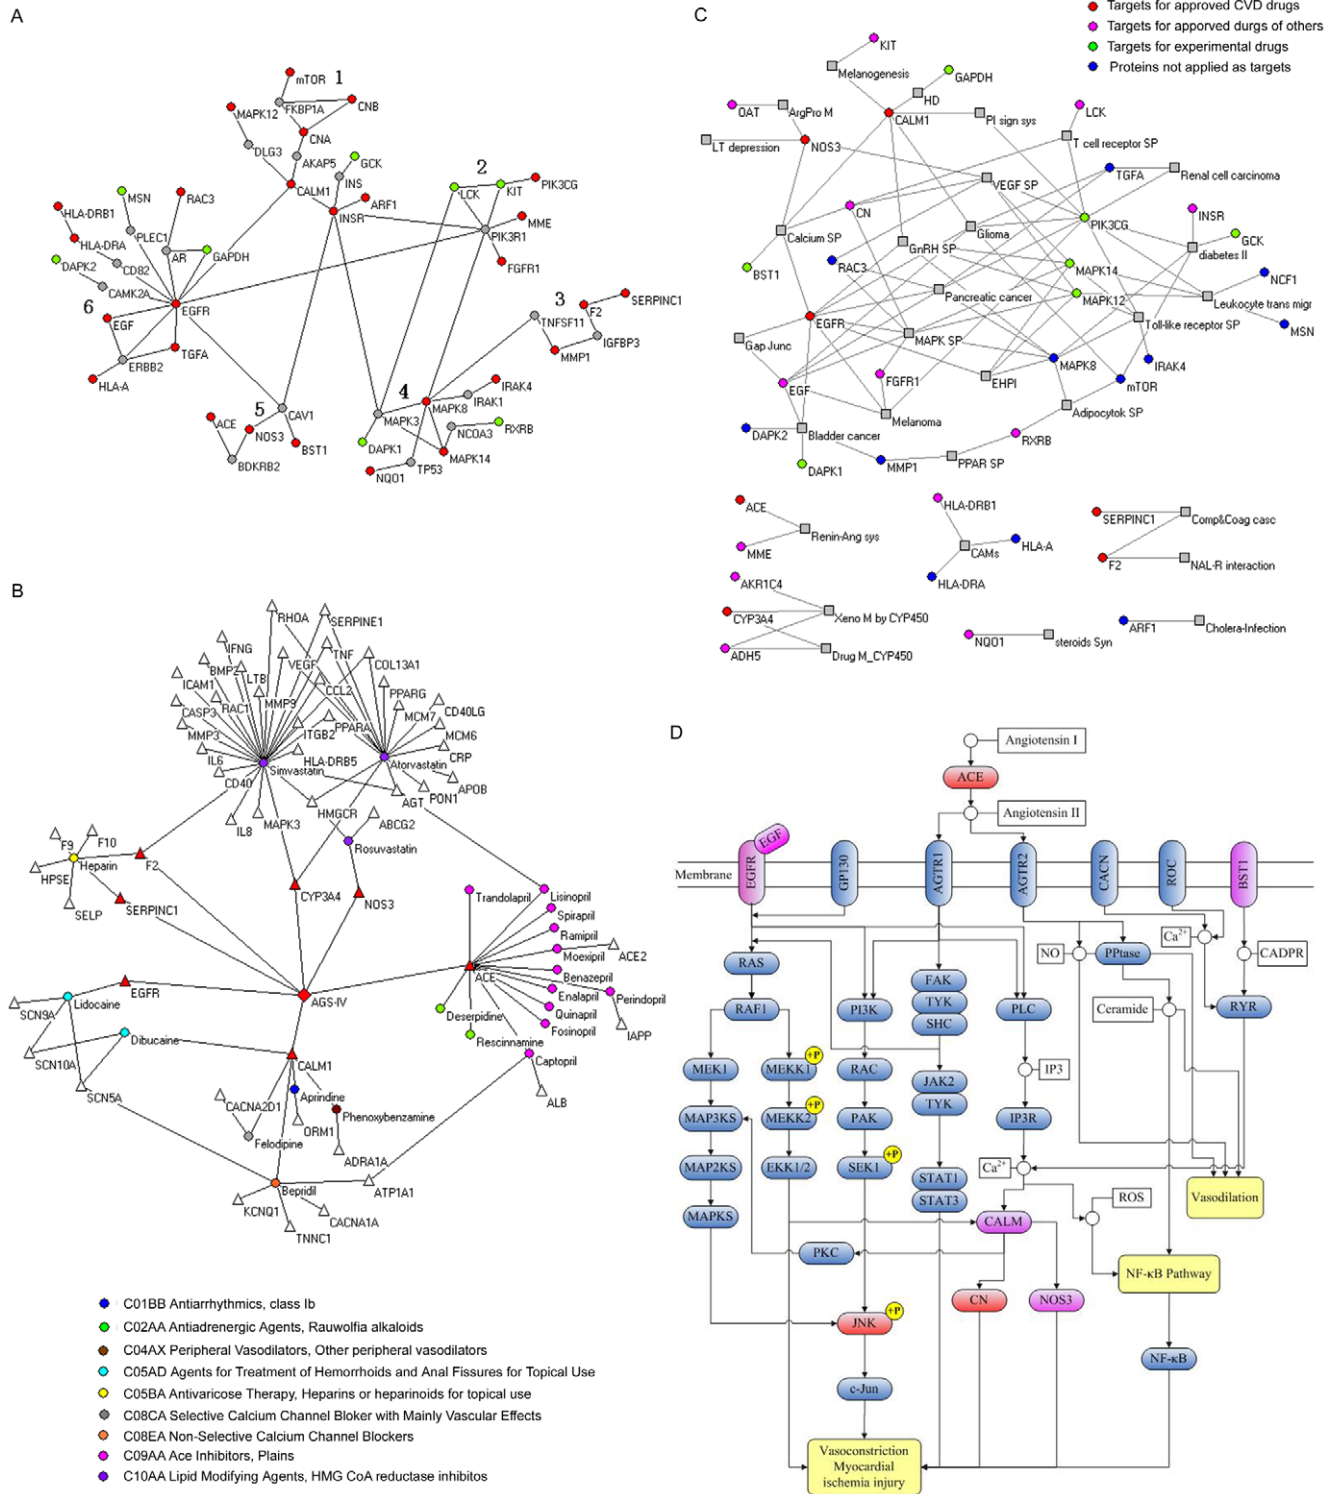 A
mTOR 1
FKBP1A
CNB
MAPK12
CNA
DLG3
AKAP5
GCK
INS
CALM1
ARF1
INSR
2
LCK
KIT
PIK3CG
MME
PIK3R1
FGFR1
MSN
RAC3
HLA-DRB1
PLEC1
HLA-DRA
AR
GAPDH
CD82
DAPK2
CAMK2A
6
EGFR
EGF
TGFA
ERBB2
HLA-A
3
SERPINC1
F2
TNFSF11
IGFBP3
MMP1
4
IRAK4
MAPK8
IRAK1
MAPK3
NCOA3
RXRB
DAPK1
MAPK14
TP53
NQO1
5
CAV1
ACE
NOS3
BST1
BDKRB2
C
Targets for approved CVD drugs
Targets for apporved durgs of others
Targets for experimental drugs
Proteins not applied as targets
KIT
Melanogenesis
GAPDH
HD
OAT
ArgPro M
CALM1
PI sign sys
LCK
T cell receptor SP
LT depression
NOS3
TGFA
Renal cell carcinoma
VEGF SP
CN
PIK3CG
INSR
Glioma
Calcium SP
GnRH SP
GCK
diabetes II
BST1
RAC3
MAPK14
NCF1
Pancreatic cancer
MAPK12
Leukocyte trans migr
EGFR
Toll-like receptor SP
MSN
Gap Junc
MAPK SP
MAPK8
IRAK4
FGFR1
EHPI
mTOR
EGF
Melanoma
Adipocytok SP
DAPK2
Bladder cancer
RXRB
DAPK1
MMP1
PPAR SP
ACE
Renin-Ang sys
MME
HLA-DRB1
HLA-A
CAMs
HLA-DRA
SERPINC1
Comp&Coag casc
F2
NAL-R interaction
AKR1C4
CYP3A4
Xeno M by CYP450
ADH5
Drug M_CYP450
NQO1
steroids Syn
ARF1
Cholera-Infection
B
RHOA
SERPINE1
IFNG
VEGF
TNF
BMP2
LTB
COL13A1
ICAM1
CCL2
PPARG
RAC1
MMP9
CASP3
MCM7
CD40LG
MMP3
ITGB2
PPARA
MCM6
IL6
Simvastatin
HLA-DRB5
Atorvastatin
CRP
CD40
AGT
PON1
APOB
IL8
MAPK3
HMGCR
ABCG2
F9
F10
Heparin
F2
Rosuvastatin
HPSE
SELP
SERPINC1
CYP3A4
NOS3
Trandolapril
Lisinopril
Spirapril
Ramipril
Moexipril
ACE2
ACE
Benazepril
Enalapril
Perindopril
Quinapril
Fosinopril
IAPP
Deserpidine
Rescinnamine
Captopril
ALB
EGFR
AGS-IV
Lidocaine
SCN9A
Dibucaine
SCN10A
CALM1
SCN5A
CACNA2D1
Aprindine
ORM1
Phenoxybenzamine
Felodipine
ADRA1A
Bepridil
ATP1A1
KCNQ1
CACNA1A
TNNC1
C01BB Antiarrhythmics, class Ib
C02AA Antiadrenergic Agents, Rauwolfia alkaloids
C04AX Peripheral Vasodilators, Other peripheral vasodilators
C05AD Agents for Treatment of Hemorrhoids and Anal Fissures for Topical Use
C05BA Antivaricose Therapy, Heparins or heparinoids for topical use
C08CA Selective Calcium Channel Bloker with Mainly Vascular Effects
C08EA Non-Selective Calcium Channel Blockers
C09AA Ace Inhibitors, Plains
C10AA Lipid Modifying Agents, HMG CoA reductase inhibitos
D
Angiotensin I
ACE
Angiotensin II
Membrane
EGFR
EGF
GP130
AGTR1
AGTR2
CACN
ROC
BST1
Ca2+
NO
PPtase
CADPR
RAS
FAK
TYK
SHC
RAF1
PI3K
PLC
Ceramide
RYR
MEK1
MEKK1
+P
RAC
JAK2
TYK
IP3
MAP3KS
MEKK2
+P
PAK
IP3R
MAP2KS
EKK1/2
SEK1
+P
STAT1
STAT3
Ca2+
Vasodilation
MAPKS
CALM
ROS
PKC
NF-κB Pathway
CN
NOS3
JNK
+P
NF-κB
c-Jun
Vasoconstriction
Myocardial
ischemia injury